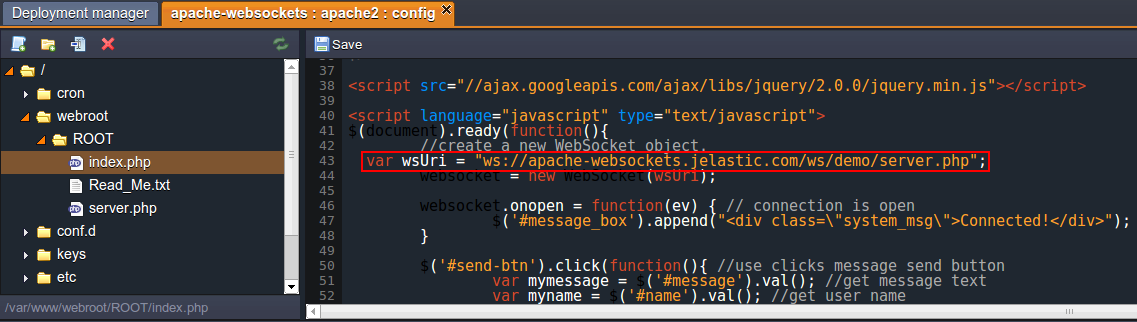 Deployment manager
apache-websockets : apache2 : config
Save
/
cron
webroot
ROOT
index.php
Read_Me.txt
server.php
conf.d
keys
etc
/var/www/webroot/ROOT/index.php
37
38 <script src="//ajax.googleapis.com/ajax/libs/jquery/2.0.0/jquery.min.js"></script>
39
40 <script language="javascript" type="text/javascript">
41 $(document).ready(function(){
42 //create a new WebSocket object.
43 var wsUri = "ws://apache-websockets.jelastic.com/ws/demo/server.php";
44 websocket = new WebSocket(wsUri);
45
46 websocket.onopen = function(ev) { // connection is open
47 $('#message_box').append("<div class=\"system_msg\">Connected!</div>");
48 }
49
50 $('#send-btn').click(function(){ //use clicks message send button
51 var mymessage = $('#message').val(); //get message text
52 var myname = $('#name').val(); //get user name